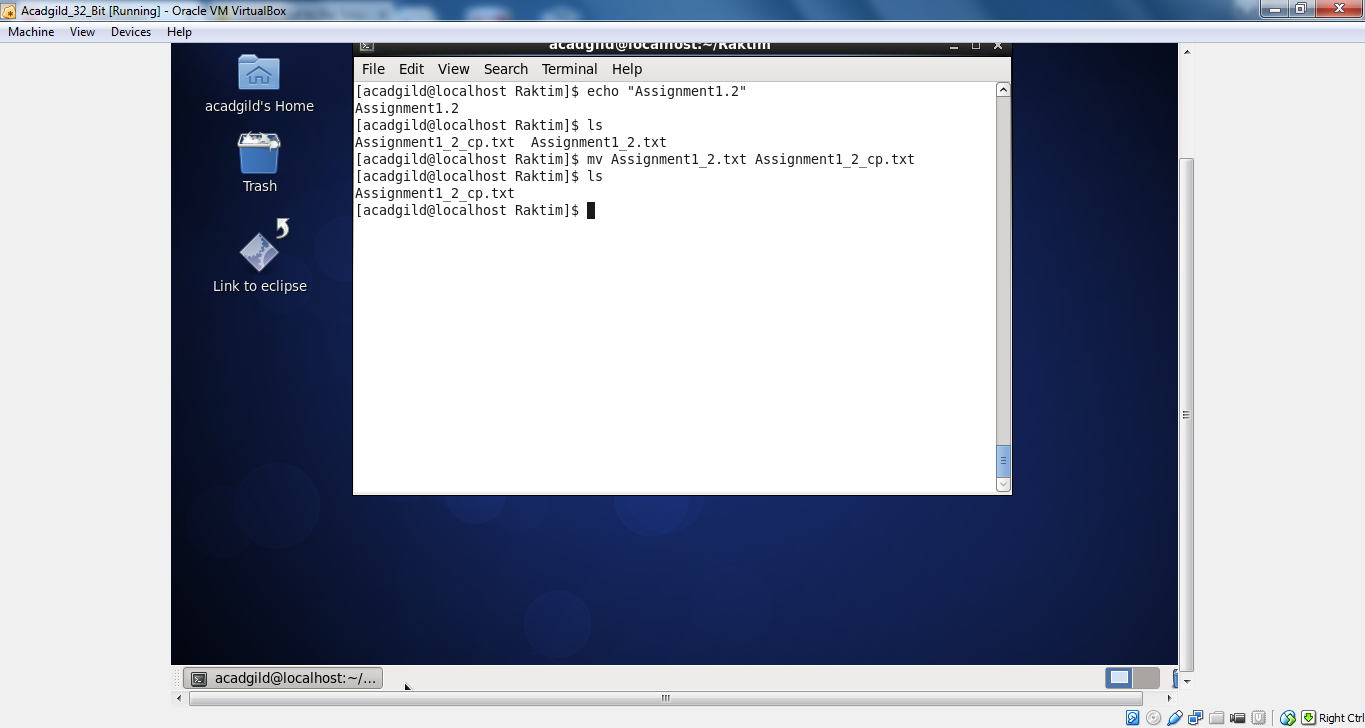 Acadgild_32_Bit [Running] - Oracle VM VirtualBox
Machine View Devices Help
acadgild@localhost:~/Raktim
File Edit View Search Terminal Help
[acadgild@localhost Raktim]$ echo "Assignment1.2"
Assignment1.2
[acadgild@localhost Raktim]$ ls
Assignment1_2_cp.txt  Assignment1_2.txt
[acadgild@localhost Raktim]$ mv Assignment1_2.txt Assignment1_2_cp.txt
[acadgild@localhost Raktim]$ ls
Assignment1_2_cp.txt
[acadgild@localhost Raktim]$
acadgild's Home
Trash
Link to eclipse
acadgild@localhost:~/...
Right Ctrl